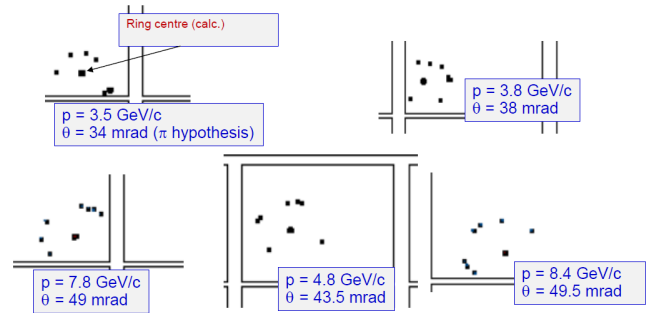 Ring centre (calc.)
p = 3.5 GeV/c
θ = 34 mrad (π hypothesis)
p = 3.8 GeV/c
θ = 38 mrad
p = 7.8 GeV/c
θ = 49 mrad
p = 4.8 GeV/c
θ = 43.5 mrad
p = 8.4 GeV/c
θ = 49.5 mrad